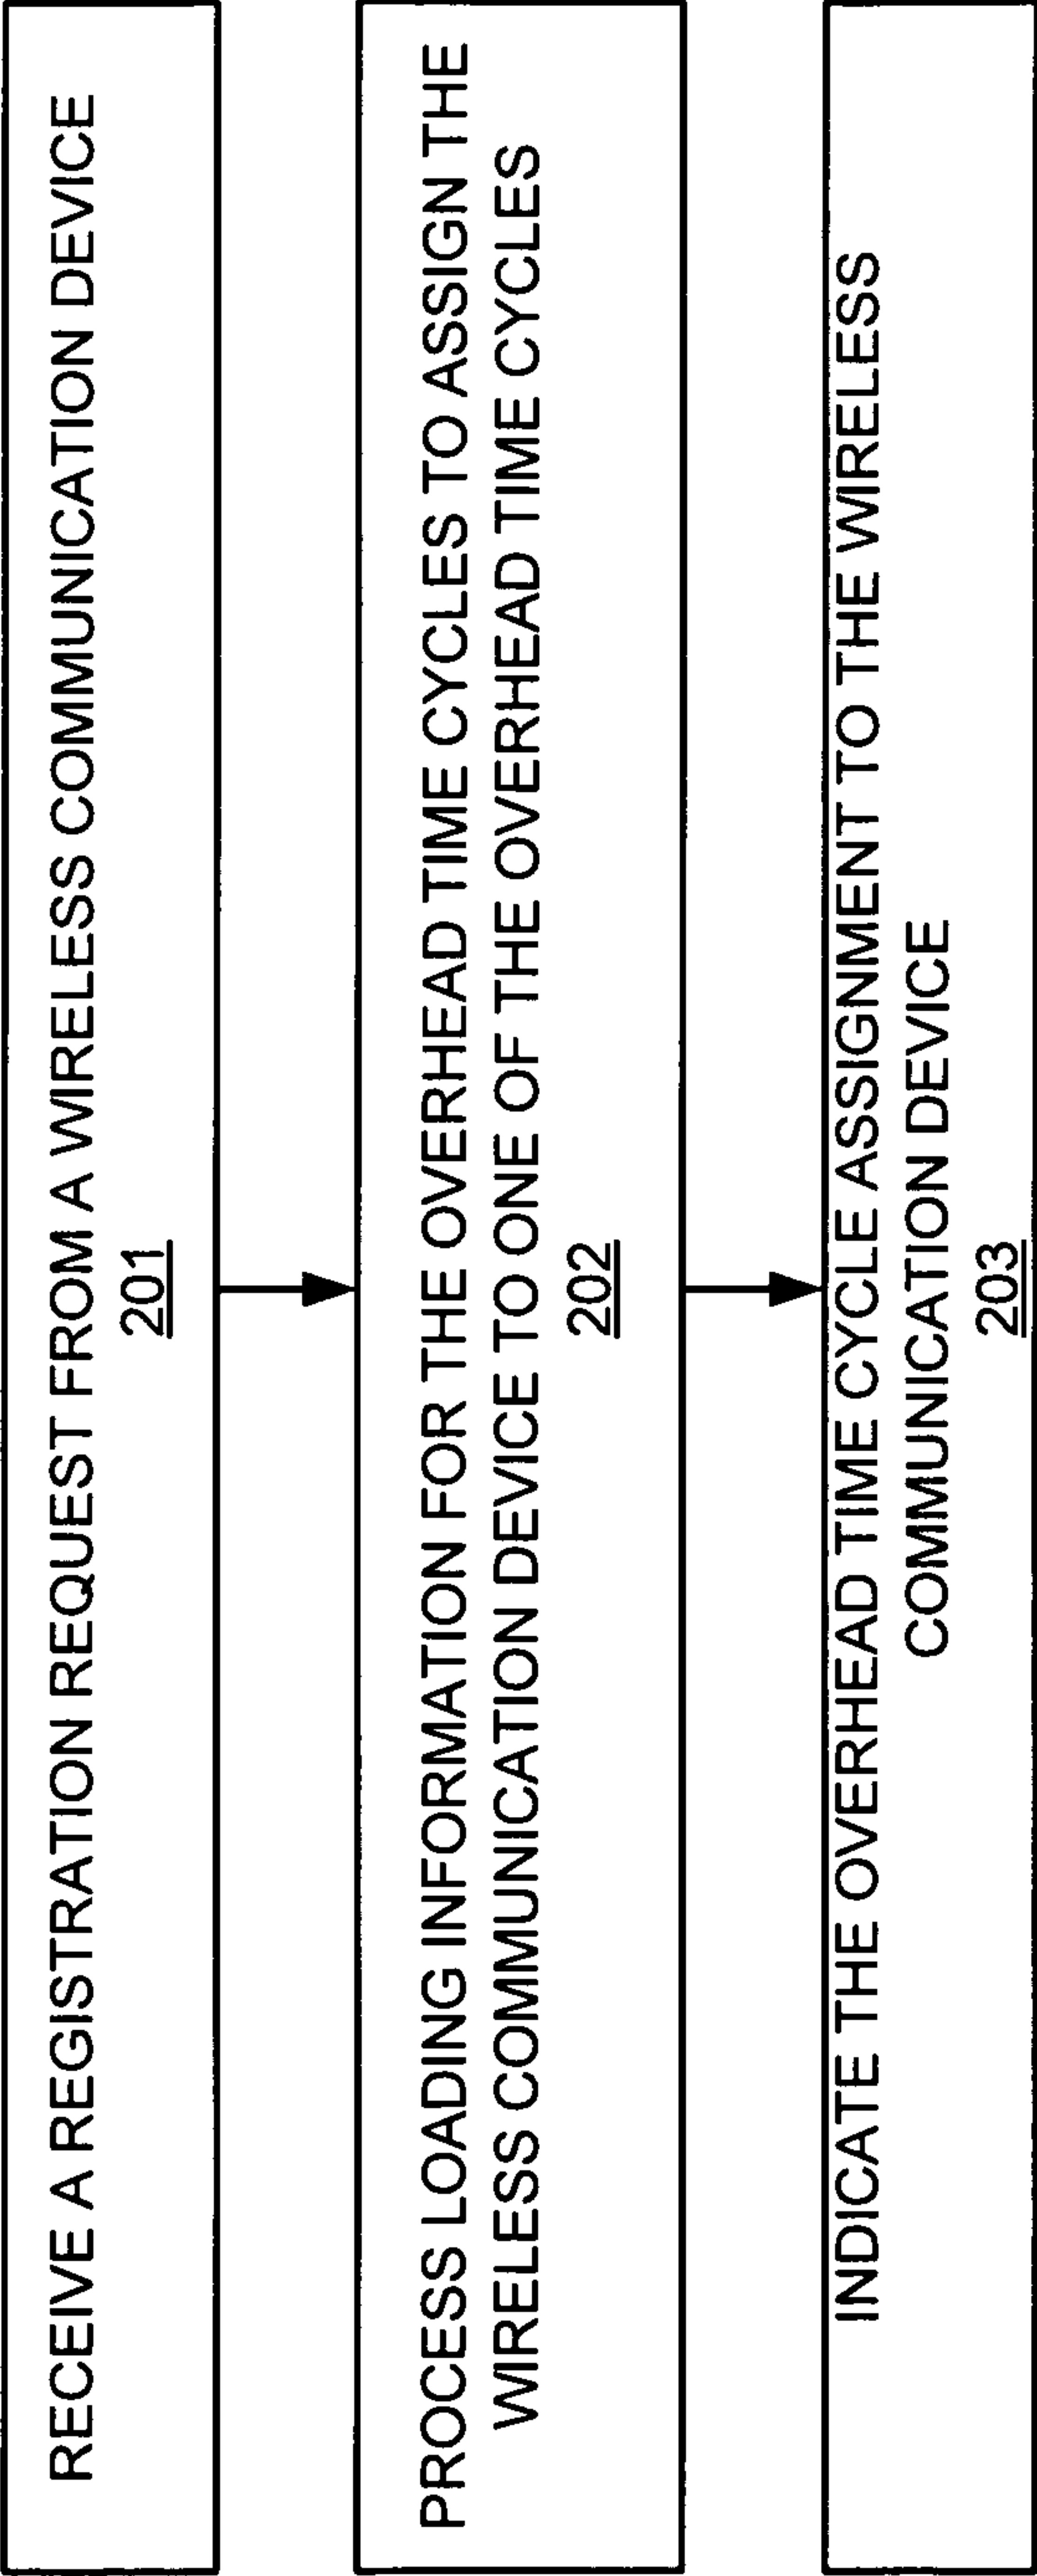 RECEIVE A REGISTRATION REQUEST FROM A WIRELESS COMMUNICATION DEVICE
201
PROCESS LOADING INFORMATION FOR THE OVERHEAD TIME CYCLES TO ASSIGN THE
WIRELESS COMMUNICATION DEVICE TO ONE OF THE OVERHEAD TIME CYCLES
202
INDICATE THE OVERHEAD TIME CYCLE ASSIGNMENT TO THE WIRELESS
COMMUNICATION DEVICE
203